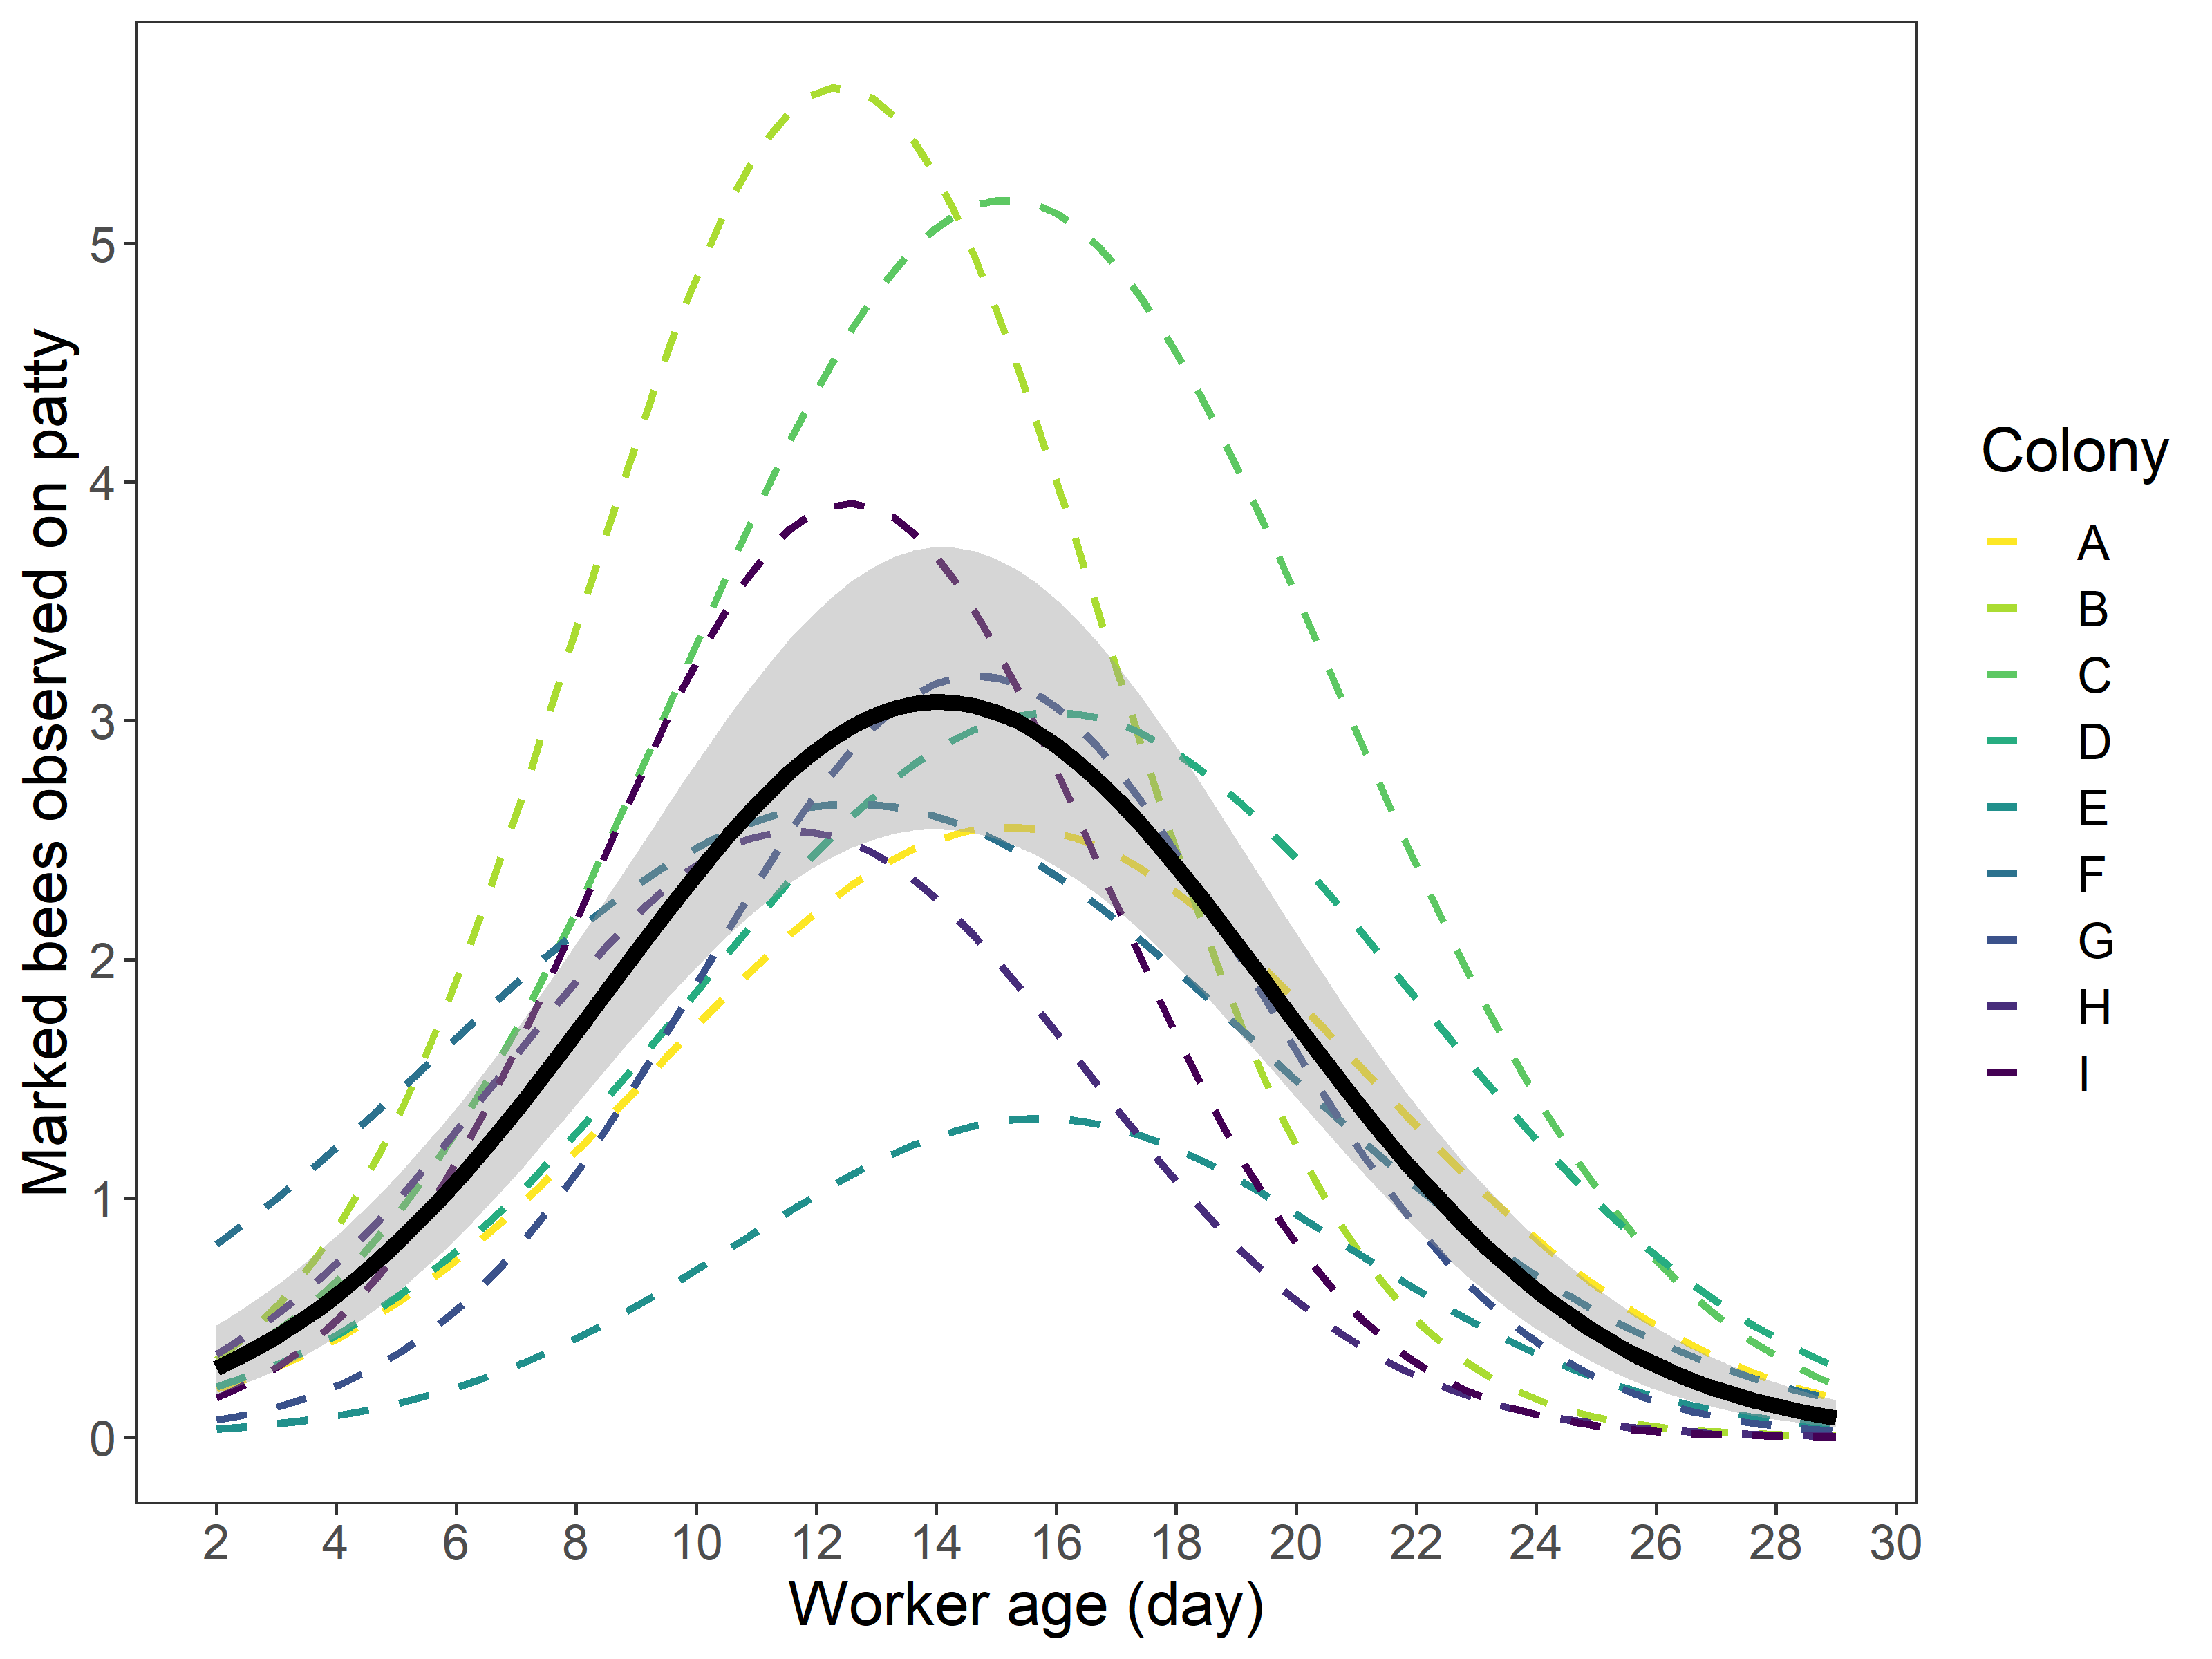 Marked bees observed on patty
5
4
3
2
1
0
2 4 6 8 10 12 14 16 18 20 22 24 26 28 30
Worker age (day)
Colony
A
B
C
D
E
F
G
H
I